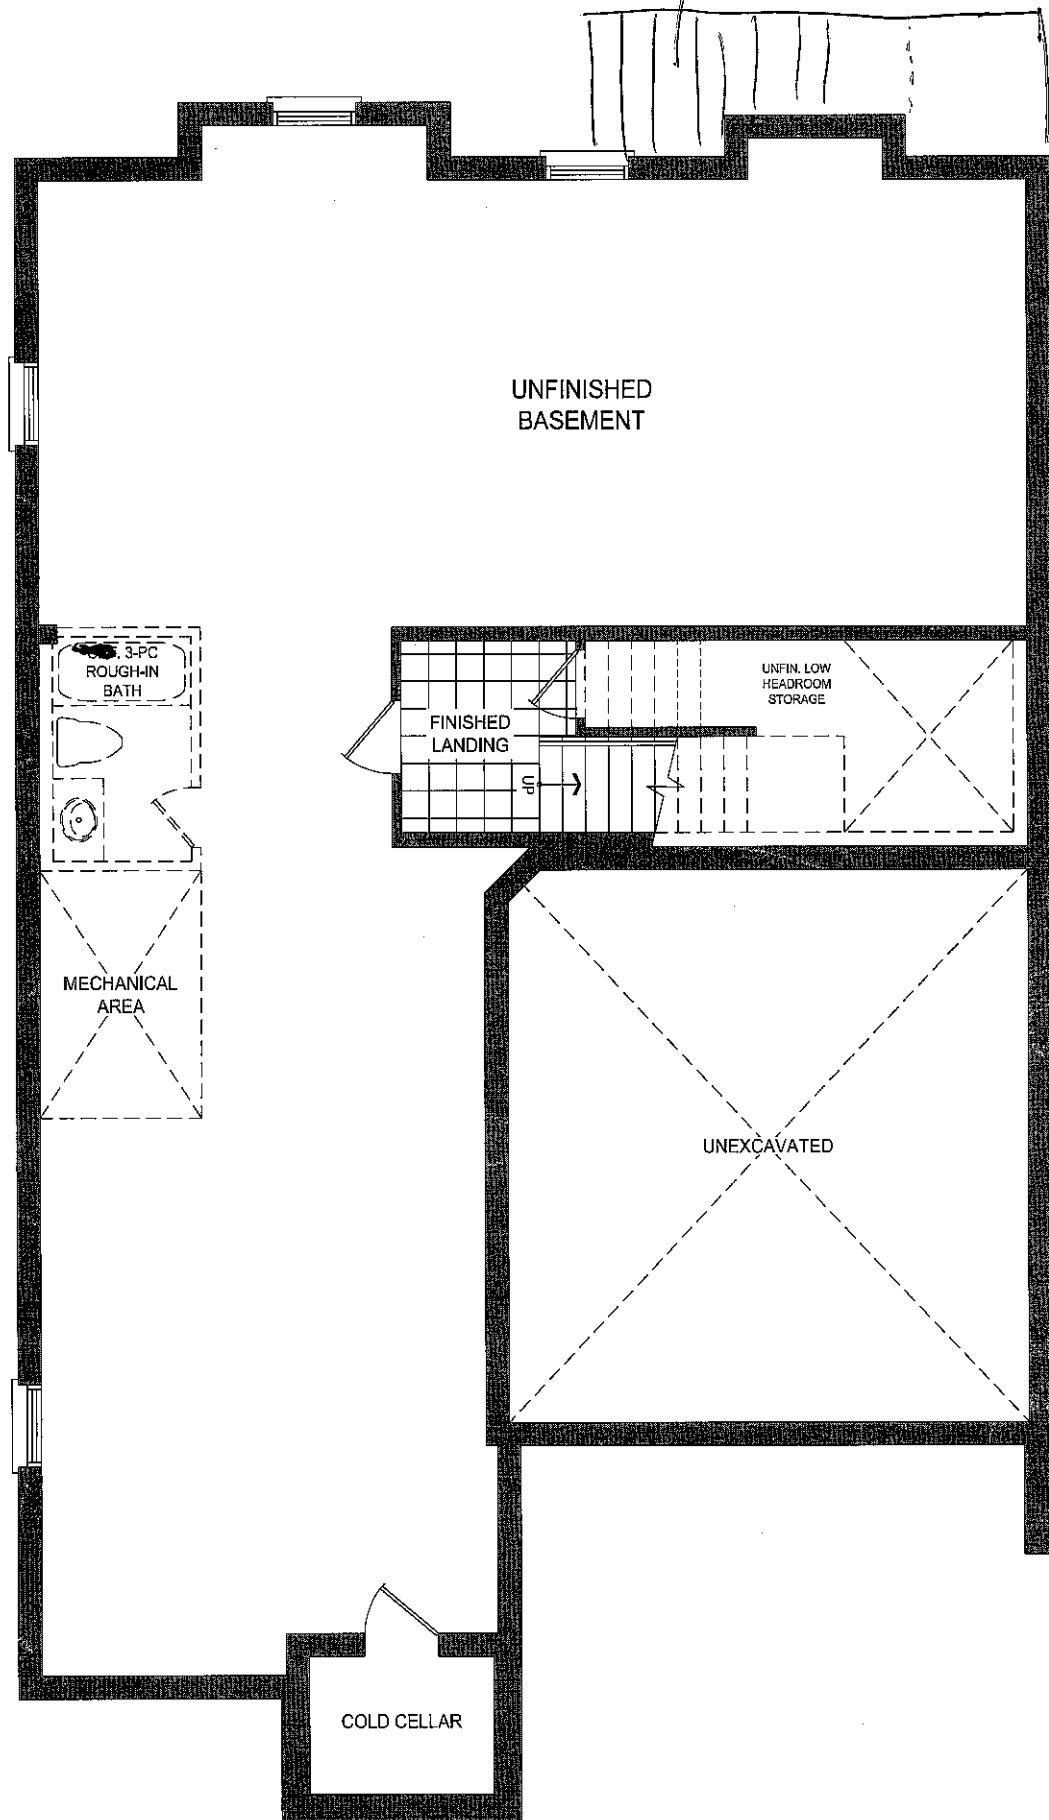 UNFINISHED
BASEMENT
3-PC
ROUGH-IN
BATH
UNFIN. LOW
HEADROOM
STORAGE
FINISHED
LANDING
UP
MECHANICAL
AREA
UNEXCAVATED
COLD CELLAR